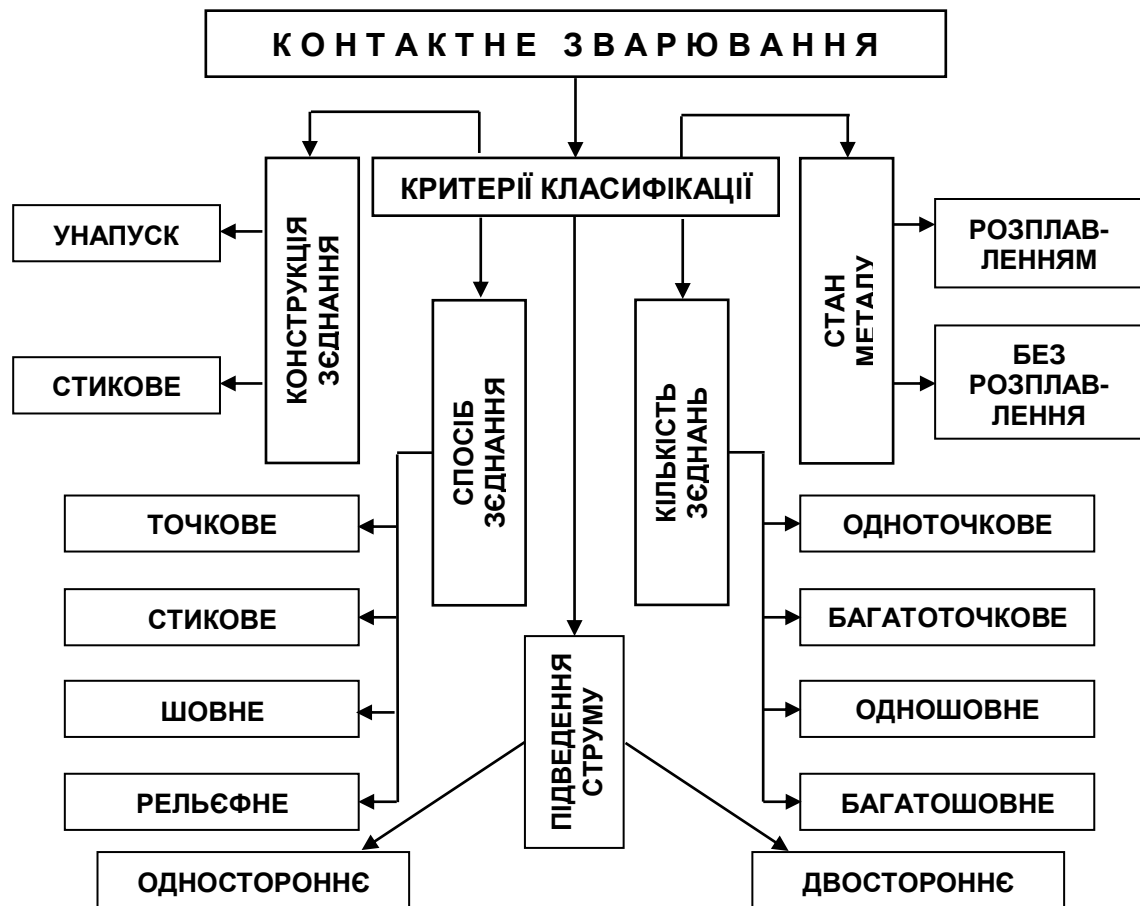 КОНТАКТНЕ ЗВАРЮВАННЯ
КРИТЕРІЇ КЛАСИФІКАЦІЇ
КОНСТРУКЦІЯ
ЗЄДНАННЯ
УНАПУСК
СТИКОВЕ
СТАН
МЕТАЛУ
РОЗПЛАВ-
ЛЕННЯМ
БЕЗ
РОЗПЛАВ-
ЛЕННЯ
СПОСІБ
ЗЄДНАННЯ
ТОЧКОВЕ
СТИКОВЕ
ШОВНЕ
РЕЛЬЄФНЕ
КІЛЬКІСТЬ
ЗЄДНАНЬ
ОДНОТОЧКОВЕ
БАГАТОТОЧКОВЕ
ОДНОШОВНЕ
БАГАТОШОВНЕ
ПІДВЕДЕННЯ
СТРУМУ
ОДНОСТОРОННЄ
ДВОСТОРОННЄ